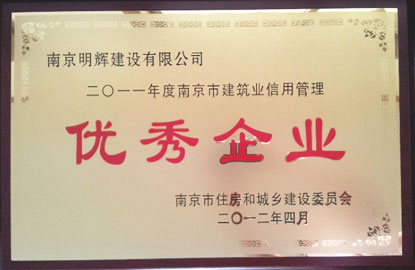 南京明辉建设有限公司
二〇一一年度南京市建筑业信用管理
优秀企业
南京市住房和城乡建设委员会
二〇一二年四月